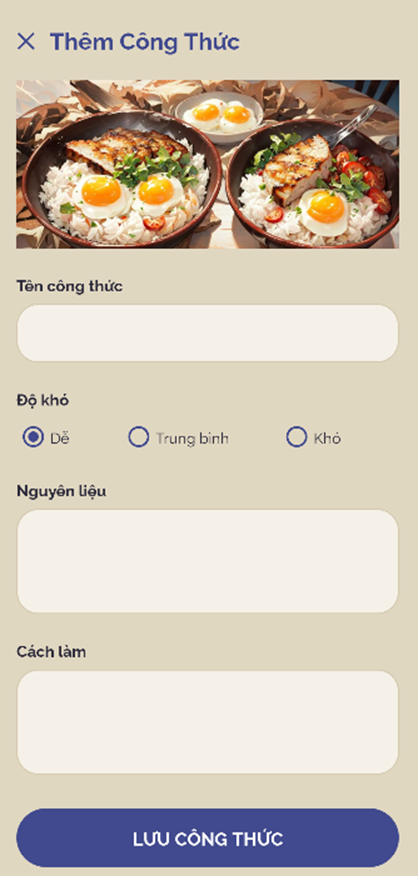 Thêm Công Thức
Tên công thức
Độ khó
Dễ
Trung bình
Khó
Nguyên liệu
Cách làm
LƯU CÔNG THỨC